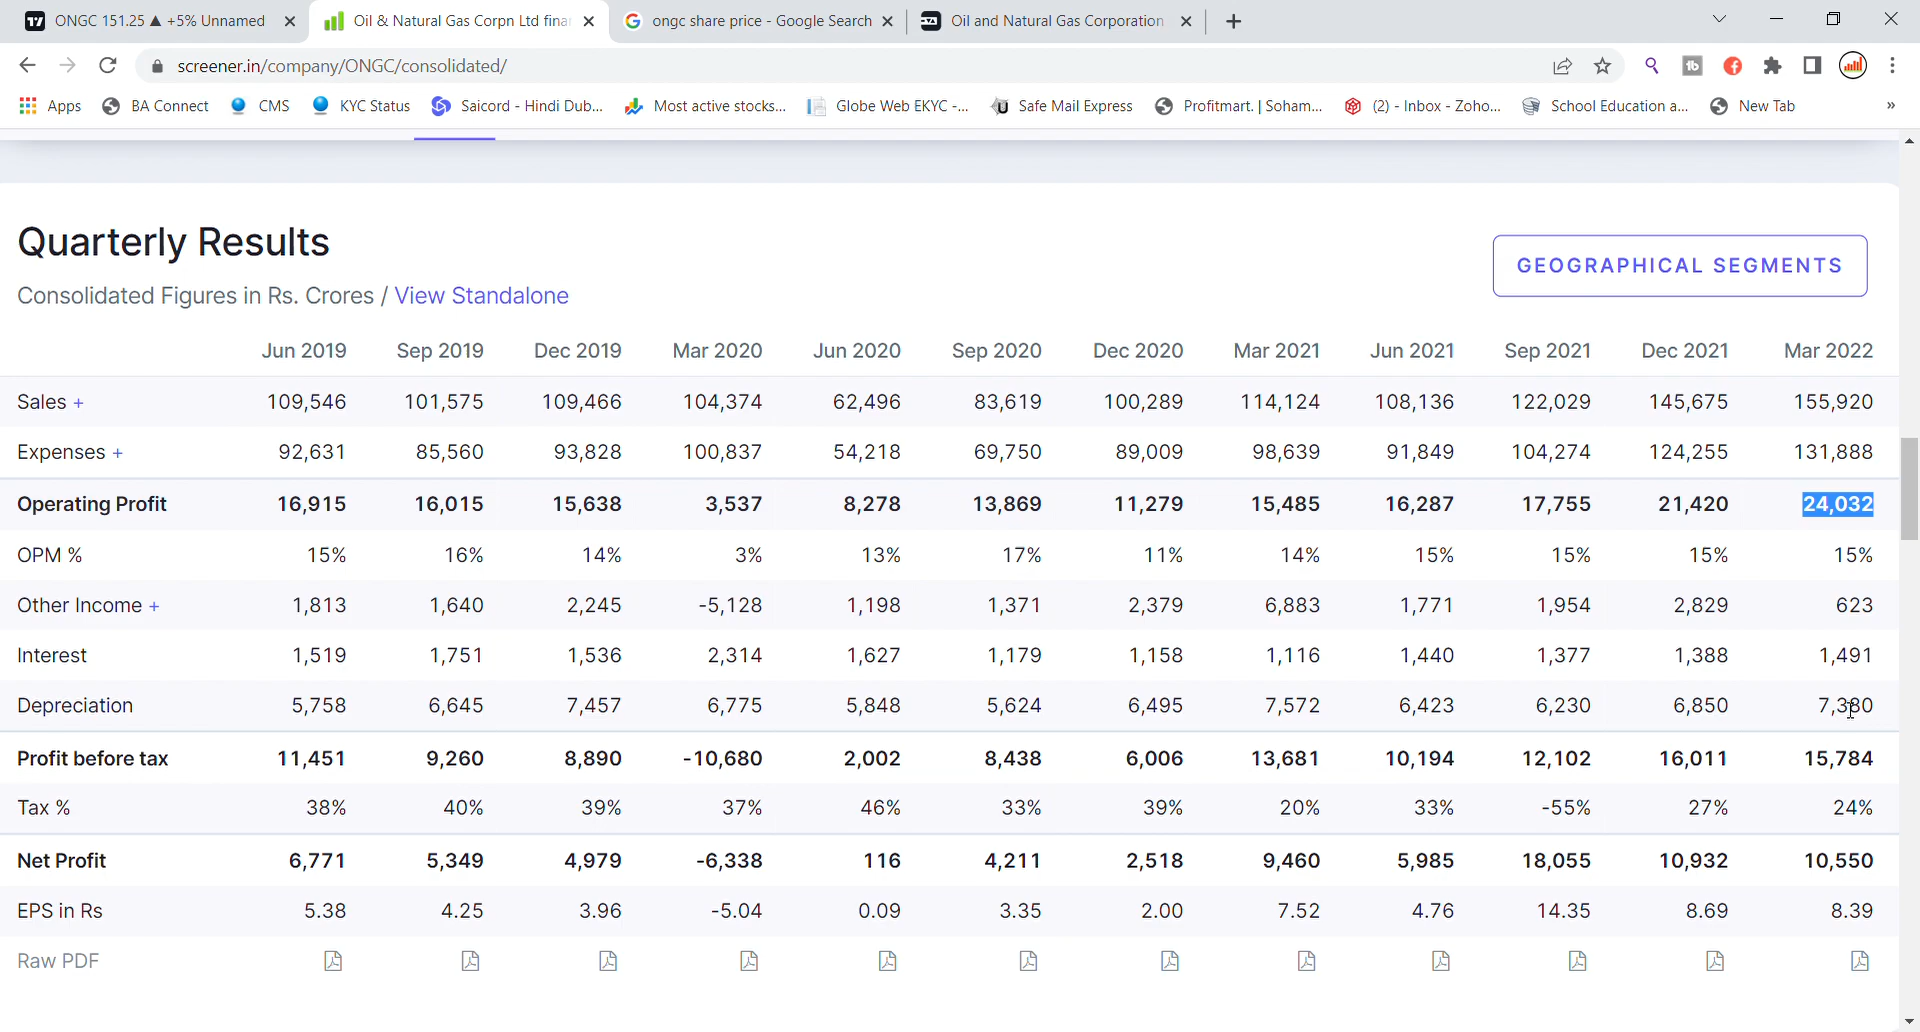 ONGC 151.25 ▲ +5% Unnamed
Oil & Natural Gas Corpn Ltd fina
ongc share price - Google Search
Oil and Natural Gas Corporation
screener.in/company/ONGC/consolidated/
Apps BA Connect CMS KYC Status Saicord - Hindi Dub... Most active stocks... Globe Web EKYC -... Safe Mail Express Profitmart. | Soham... (2) - Inbox - Zoho... School Education a... New Tab »
Quarterly Results
GEOGRAPHICAL SEGMENTS
Consolidated Figures in Rs. Crores / View Standalone
Jun 2019 Sep 2019 Dec 2019 Mar 2020 Jun 2020 Sep 2020 Dec 2020 Mar 2021 Jun 2021 Sep 2021 Dec 2021 Mar 2022
Sales + 109,546 101,575 109,466 104,374 62,496 83,619 100,289 114,124 108,136 122,029 145,675 155,920
Expenses + 92,631 85,560 93,828 100,837 54,218 69,750 89,009 98,639 91,849 104,274 124,255 131,888
Operating Profit 16,915 16,015 15,638 3,537 8,278 13,869 11,279 15,485 16,287 17,755 21,420 24,032
OPM % 15% 16% 14% 3% 13% 17% 11% 14% 15% 15% 15% 15%
Other Income + 1,813 1,640 2,245 -5,128 1,198 1,371 2,379 6,883 1,771 1,954 2,829 623
Interest 1,519 1,751 1,536 2,314 1,627 1,179 1,158 1,116 1,440 1,377 1,388 1,491
Depreciation 5,758 6,645 7,457 6,775 5,848 5,624 6,495 7,572 6,423 6,230 6,850 7,380
Profit before tax 11,451 9,260 8,890 -10,680 2,002 8,438 6,006 13,681 10,194 12,102 16,011 15,784
Tax % 38% 40% 39% 37% 46% 33% 39% 20% 33% -55% 27% 24%
Net Profit 6,771 5,349 4,979 -6,338 116 4,211 2,518 9,460 5,985 18,055 10,932 10,550
EPS in Rs 5.38 4.25 3.96 -5.04 0.09 3.35 2.00 7.52 4.76 14.35 8.69 8.39
Raw PDF